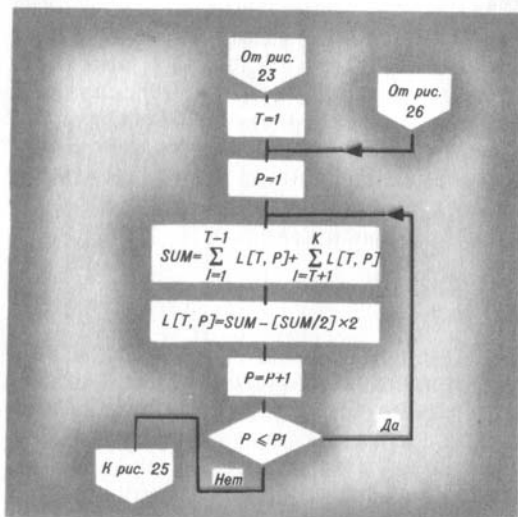 От рис.
23
T=1
От рис.
26
P=1
T-1 K
SUM=∑ L[T, P]+ ∑ L[T, P]
I=1 I=T+1
L[T, P]=SUM-[SUM/2]×2
P=P+1
P ≤ P1
Да
Нет
К рис. 25